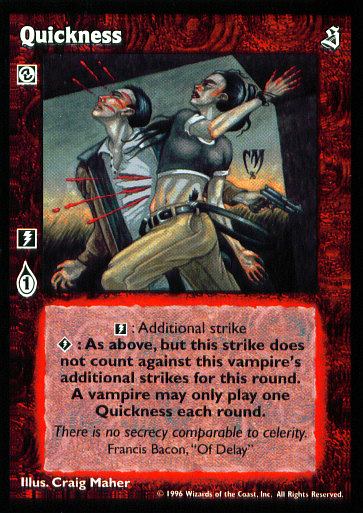 Quickness
S
CM
1
: Additional strike
: As above, but this strike does
not count against this vampire's
additional strikes for this round.
A vampire may only play one
Quickness each round.
There is no secrecy comparable to celerity.
Francis Bacon, "Of Delay"
Illus. Craig Maher
© 1996 Wizards of the Coast, Inc. All Rights Reserved.